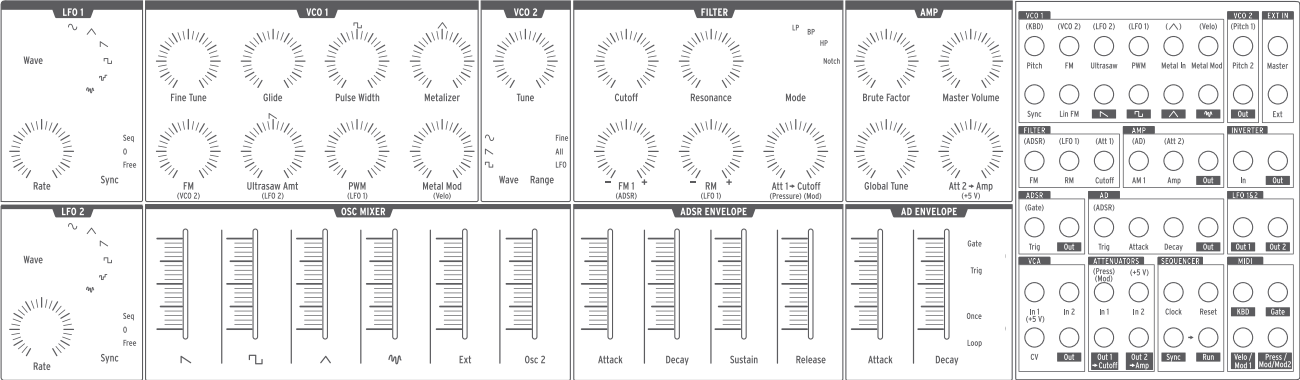 LFO 1
Wave
Seq
0
Free
Rate
Sync
VCO 1
Fine Tune
Glide
Pulse Width
Metalizer
FM
(VCO 2)
Ultrasaw Amt
(LFO 2)
PWM
(LFO 1)
Metal Mod
(Velo)
VCO 2
Tune
Fine
All
LFO
Wave
Range
FILTER
LP
BP
HP
Notch
Cutoff
Resonance
Mode
− FM 1 +
(ADSR)
− RM +
(LFO 1)
Att 1➝ Cutoff
(Pressure) (Mod)
AMP
Brute Factor
Master Volume
Global Tune
Att 2➝ Amp
(+5 V)
LFO 2
Wave
Seq
0
Free
Rate
Sync
OSC MIXER
Ext
Osc 2
ADSR ENVELOPE
Attack
Decay
Sustain
Release
AD ENVELOPE
Gate
Trig
Once
Loop
Attack
Decay
VCO 1
(KBD) (VCO 2) (LFO 2) (LFO 1) (Velo)
Pitch FM Ultrasaw PWM Metal In Metal Mod
Sync Lin FM
VCO 2
(Pitch 1)
Pitch 2
Out
EXT IN
Master
Ext
FILTER
(ADSR) (LFO 1) (Att 1)
FM RM Cutoff
AMP
(AD) (Att 2)
AM 1 Amp Out
INVERTER
In Out
ADSR
(Gate)
Trig Out
AD
(ADSR)
Trig Attack Decay Out
LFO 1&2
Out 1 Out 2
VCA
In 1 In 2
(+5 V)
CV Out
ATTENUATORS
(Press) (+5 V)
(Mod)
In 1 In 2
Out 1 Out 2
➝Cutoff ➝Amp
SEQUENCER
Clock Reset
Sync ➝ Run
MIDI
KBD Gate
Velo / Press /
Mod 1 Mod/Mod2